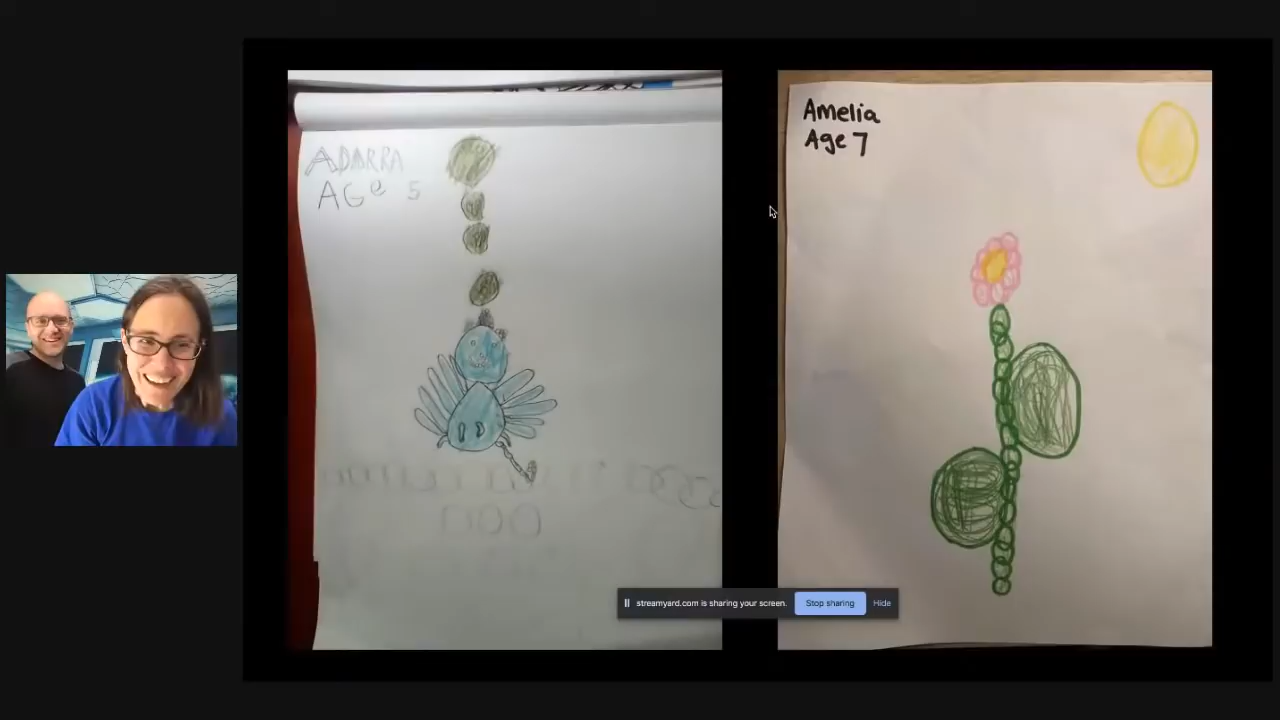 ADARRA
AGe 5
Amelia
Age 7
streamyard.com is sharing your screen.
Stop sharing
Hide